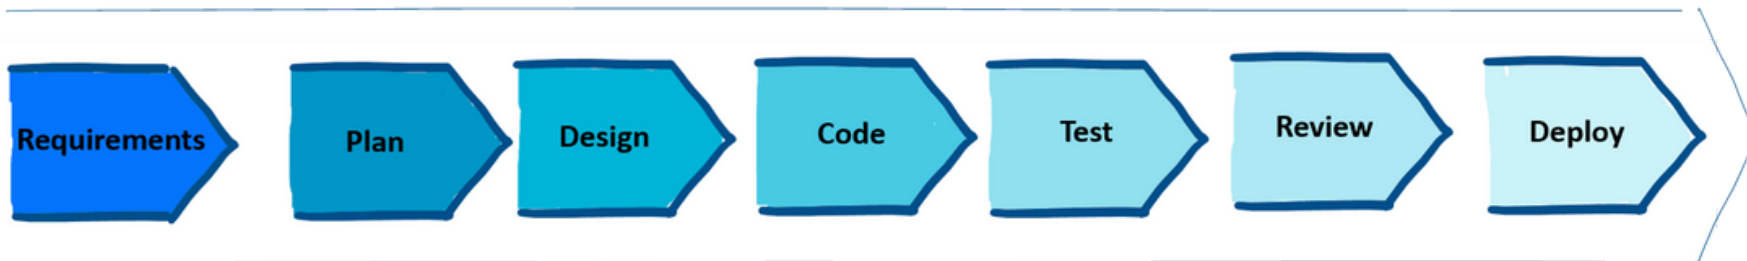 Requirements
Plan
Design
Code
Test
Review
Deploy